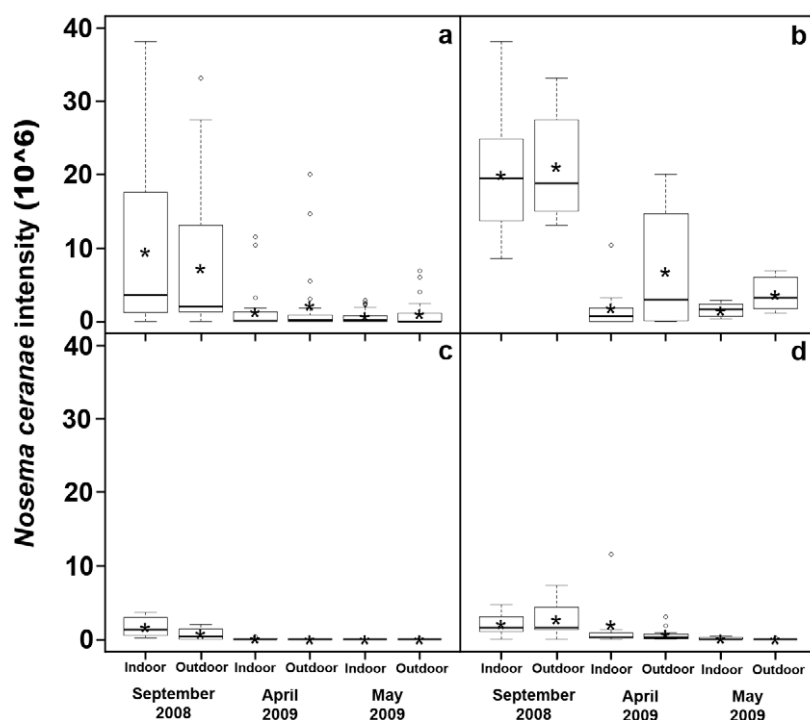 Nosema ceranae intensity (10^6)
a
b
40
30
20
10
0
c
d
40
30
20
10
0
Indoor Outdoor Indoor Outdoor Indoor Outdoor Indoor Outdoor Indoor Outdoor Indoor Outdoor
September April May September April May
2008 2009 2009 2008 2009 2009